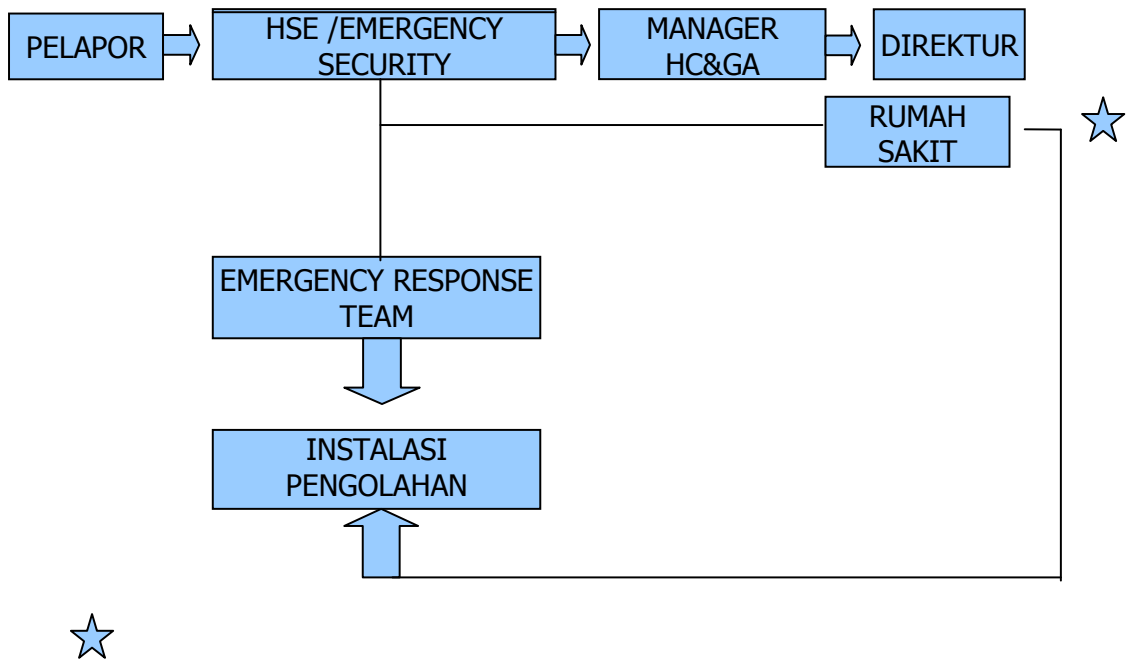 PELAPOR
HSE /EMERGENCY
SECURITY
MANAGER
HC&GA
DIREKTUR
RUMAH
SAKIT
EMERGENCY RESPONSE
TEAM
INSTALASI
PENGOLAHAN